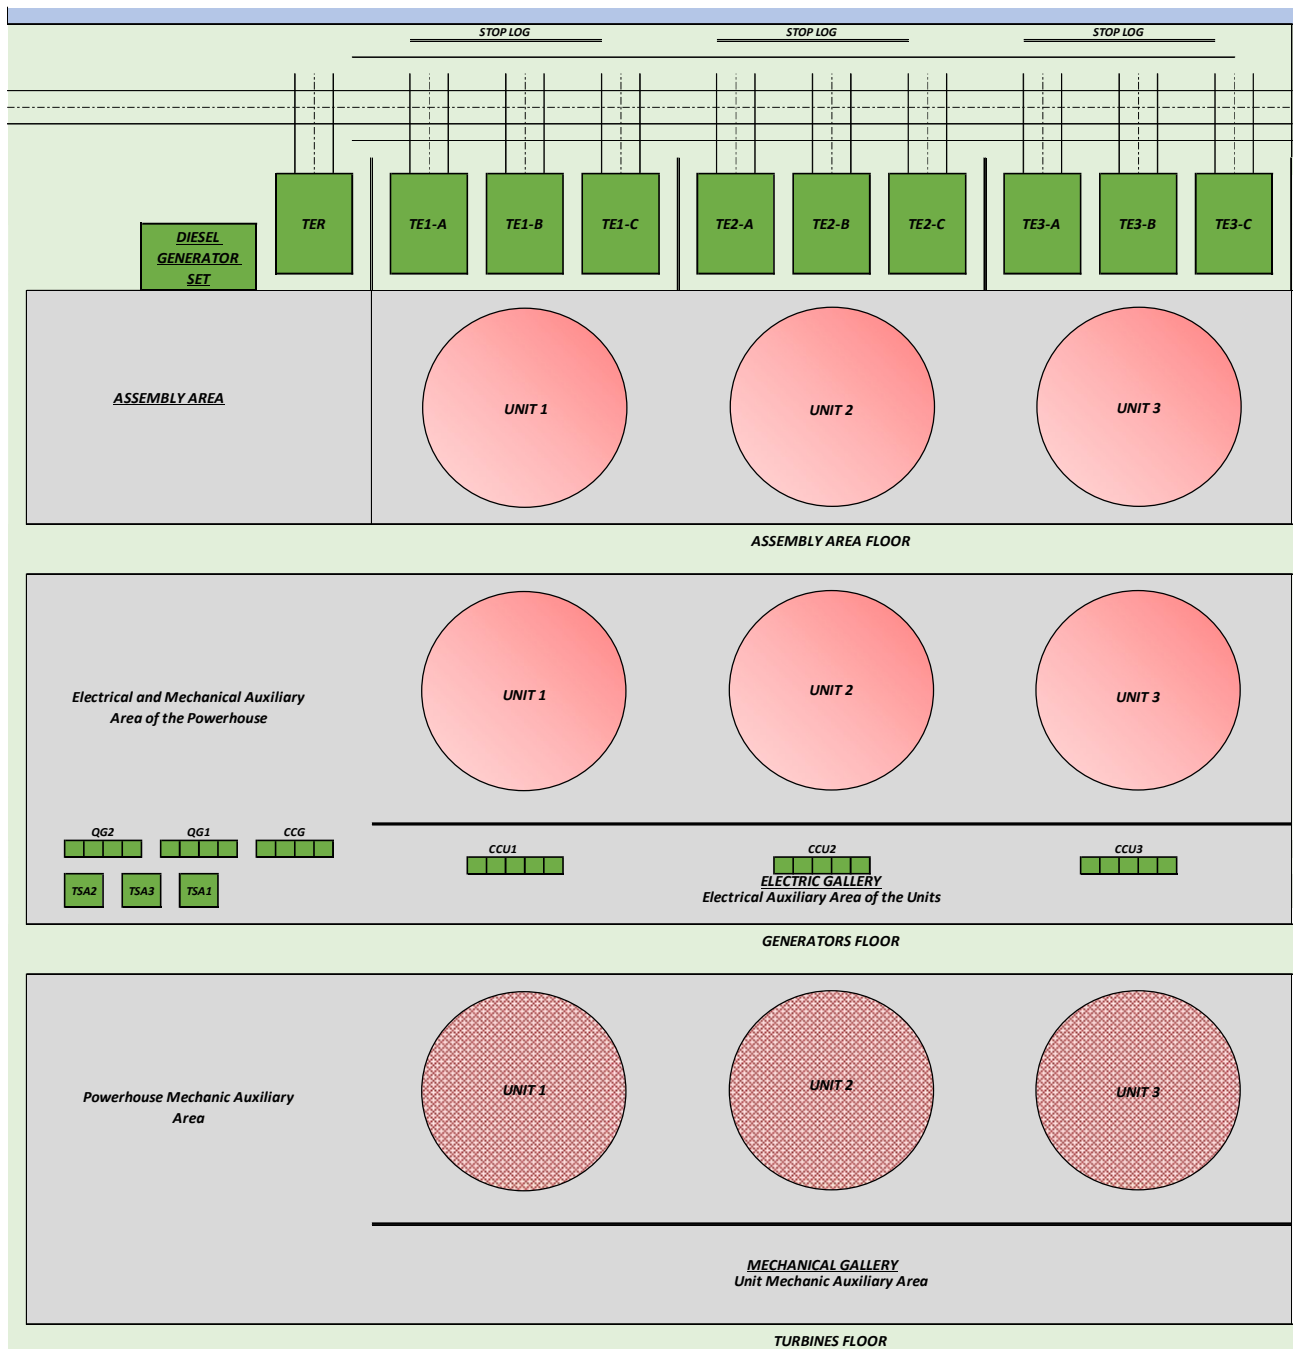 STOP LOG
STOP LOG
STOP LOG
TER
TE1-A
TE1-B
TE1-C
TE2-A
TE2-B
TE2-C
TE3-A
TE3-B
TE3-C
DIESEL
GENERATOR
SET
ASSEMBLY AREA
UNIT 1
UNIT 2
UNIT 3
ASSEMBLY AREA FLOOR
Electrical and Mechanical Auxiliary
Area of the Powerhouse
UNIT 1
UNIT 2
UNIT 3
QG2
QG1
CCG
CCU1
CCU2
CCU3
TSA2
TSA3
TSA1
ELECTRIC GALLERY
Electrical Auxiliary Area of the Units
GENERATORS FLOOR
Powerhouse Mechanic Auxiliary
Area
UNIT 1
UNIT 2
UNIT 3
MECHANICAL GALLERY
Unit Mechanic Auxiliary Area
TURBINES FLOOR